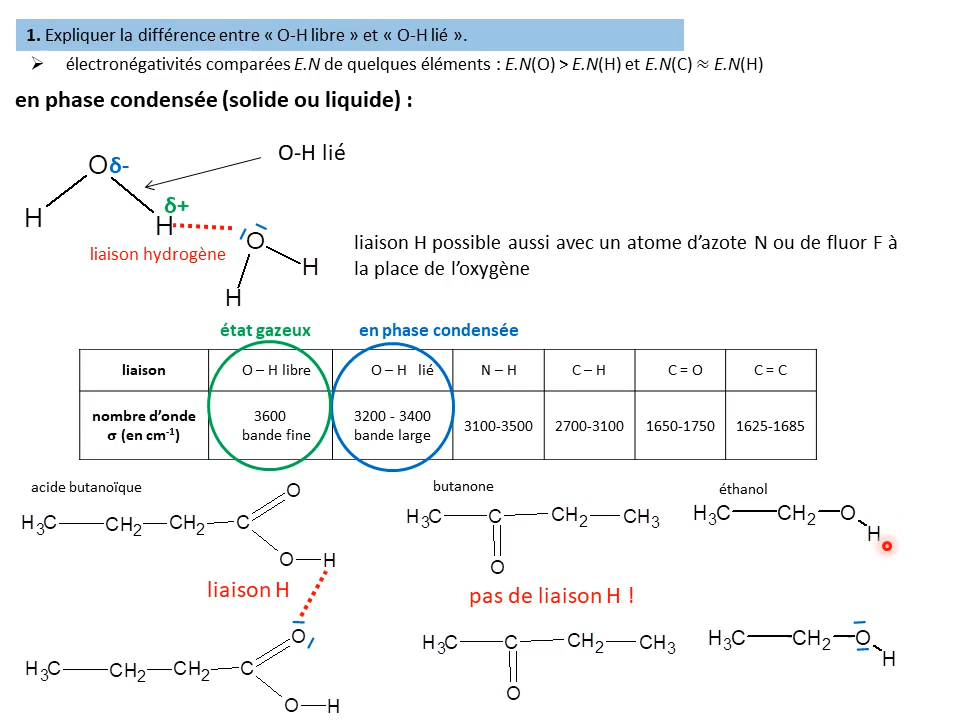 1. Expliquer la différence entre « O-H libre » et « O-H lié ».
➢ électronégativités comparées E.N de quelques éléments : E.N(O) > E.N(H) et E.N(C) ≈ E.N(H)
en phase condensée (solide ou liquide) :
O-H lié
O δ-
H
δ+
H
liaison hydrogène
O
H
H
liaison H possible aussi avec un atome d’azote N ou de fluor F à
la place de l’oxygène
état gazeux en phase condensée
liaison O – H libre O – H lié N – H C – H C = O C = C
nombre d’onde σ (en cm-1) 3600 bande fine 3200 - 3400 bande large 3100-3500 2700-3100 1650-1750 1625-1685
acide butanoïque
O
H3C CH2 CH2 C
O H
butanone
H3C C CH2 CH3
O
éthanol
H3C CH2 O
H
liaison H
pas de liaison H !
O
H3C CH2 CH2 C
O H
H3C C CH2 CH3
O
H3C CH2 O
H